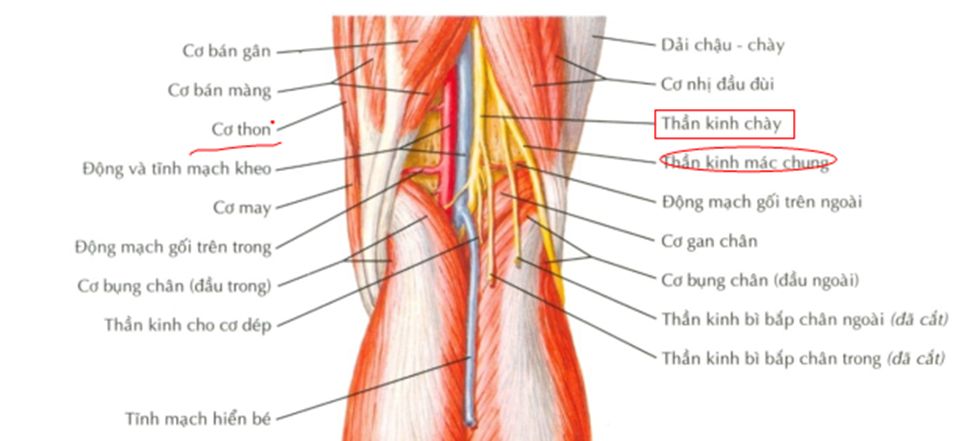 Cơ bán gân
Cơ bán màng
Cơ thon
Động và tĩnh mạch kheo
Cơ may
Động mạch gối trên trong
Cơ bụng chân (đầu trong)
Thần kinh cho cơ dép
Tĩnh mạch hiển bé
Dải chậu - chày
Cơ nhị đầu đùi
Thần kinh chày
Thần kinh mác chung
Động mạch gối trên ngoài
Cơ gan chân
Cơ bụng chân (đầu ngoài)
Thần kinh bì bắp chân ngoài (đã cắt)
Thần kinh bì bắp chân trong (đã cắt)